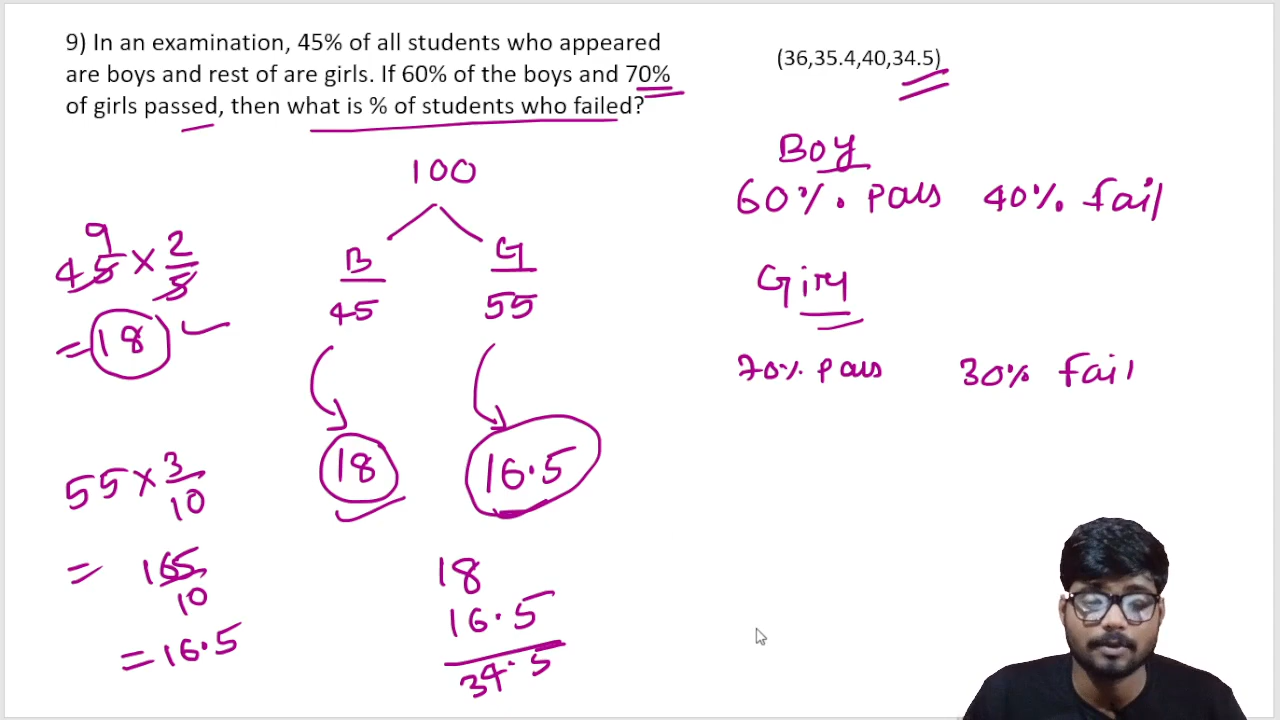 9) In an examination, 45% of all students who appeared
are boys and rest of are girls. If 60% of the boys and 70%
of girls passed, then what is % of students who failed?
(36,35.4,40,34.5)
100
B G
45 55
18 16.5
18
16.5
34.5
9
45 × 2/5
= 18
55 × 3/10
= 165/10
= 16.5
Boy
60% pass 40% fail
70% pass 30% fail